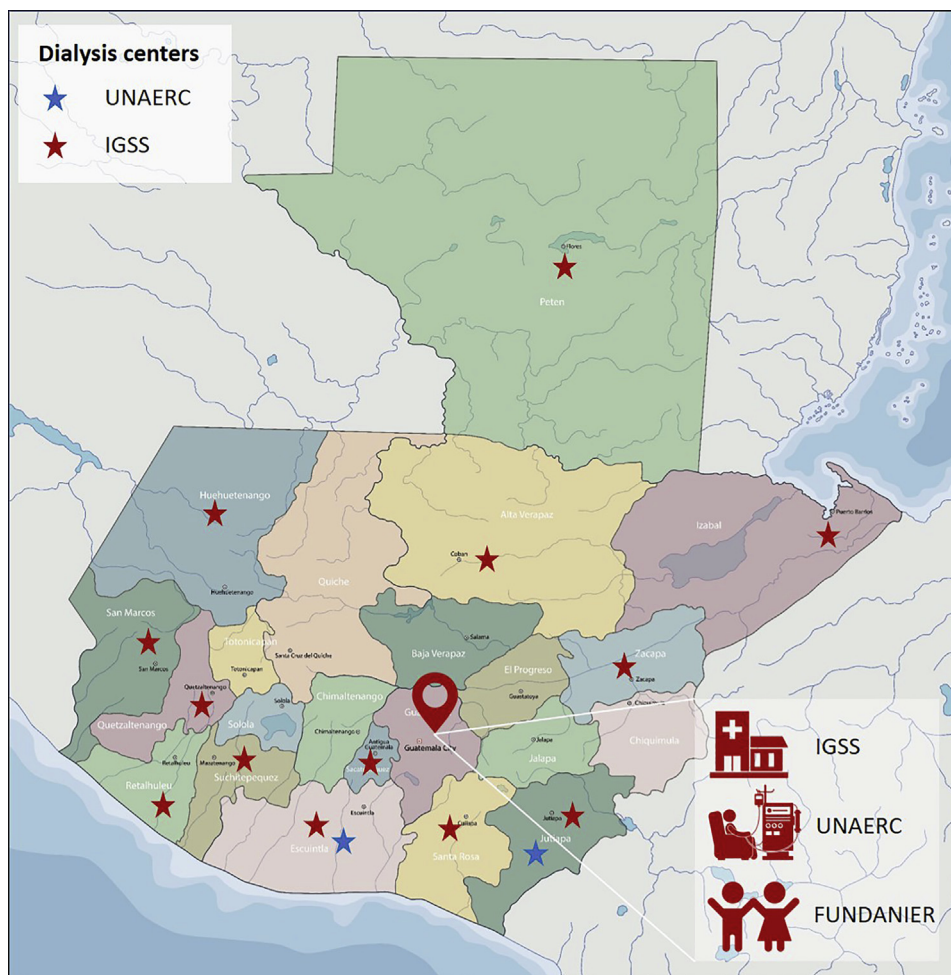 Dialysis centers
UNAERC
IGSS
Flores
Peten
Huehuetenango
Alta Verapaz
Puerto Barrios
Izabal
Coban
Quiche
Huehuetenango
San Marcos
Totonicapan
Salama
Baja Verapaz
Santa Cruz del Quiche
Zacapa
San Marcos
El Progreso
Totonicapan
Zacapa
Quetzaltenango
Chimaltenango
Guastatoya
Solola
Quetzaltenango
Solola
Chimaltenango
Antigua
Guatemala
Guatemala City
Jalapa
Chiquimula
Jalapa
Retalhuleu
Mazatenango
Suchitepequez
Retalhuleu
Escuintla
Cuilapa
Jutiapa
Escuintla
Santa Rosa
Jutiapa
IGSS
UNAERC
FUNDANIER